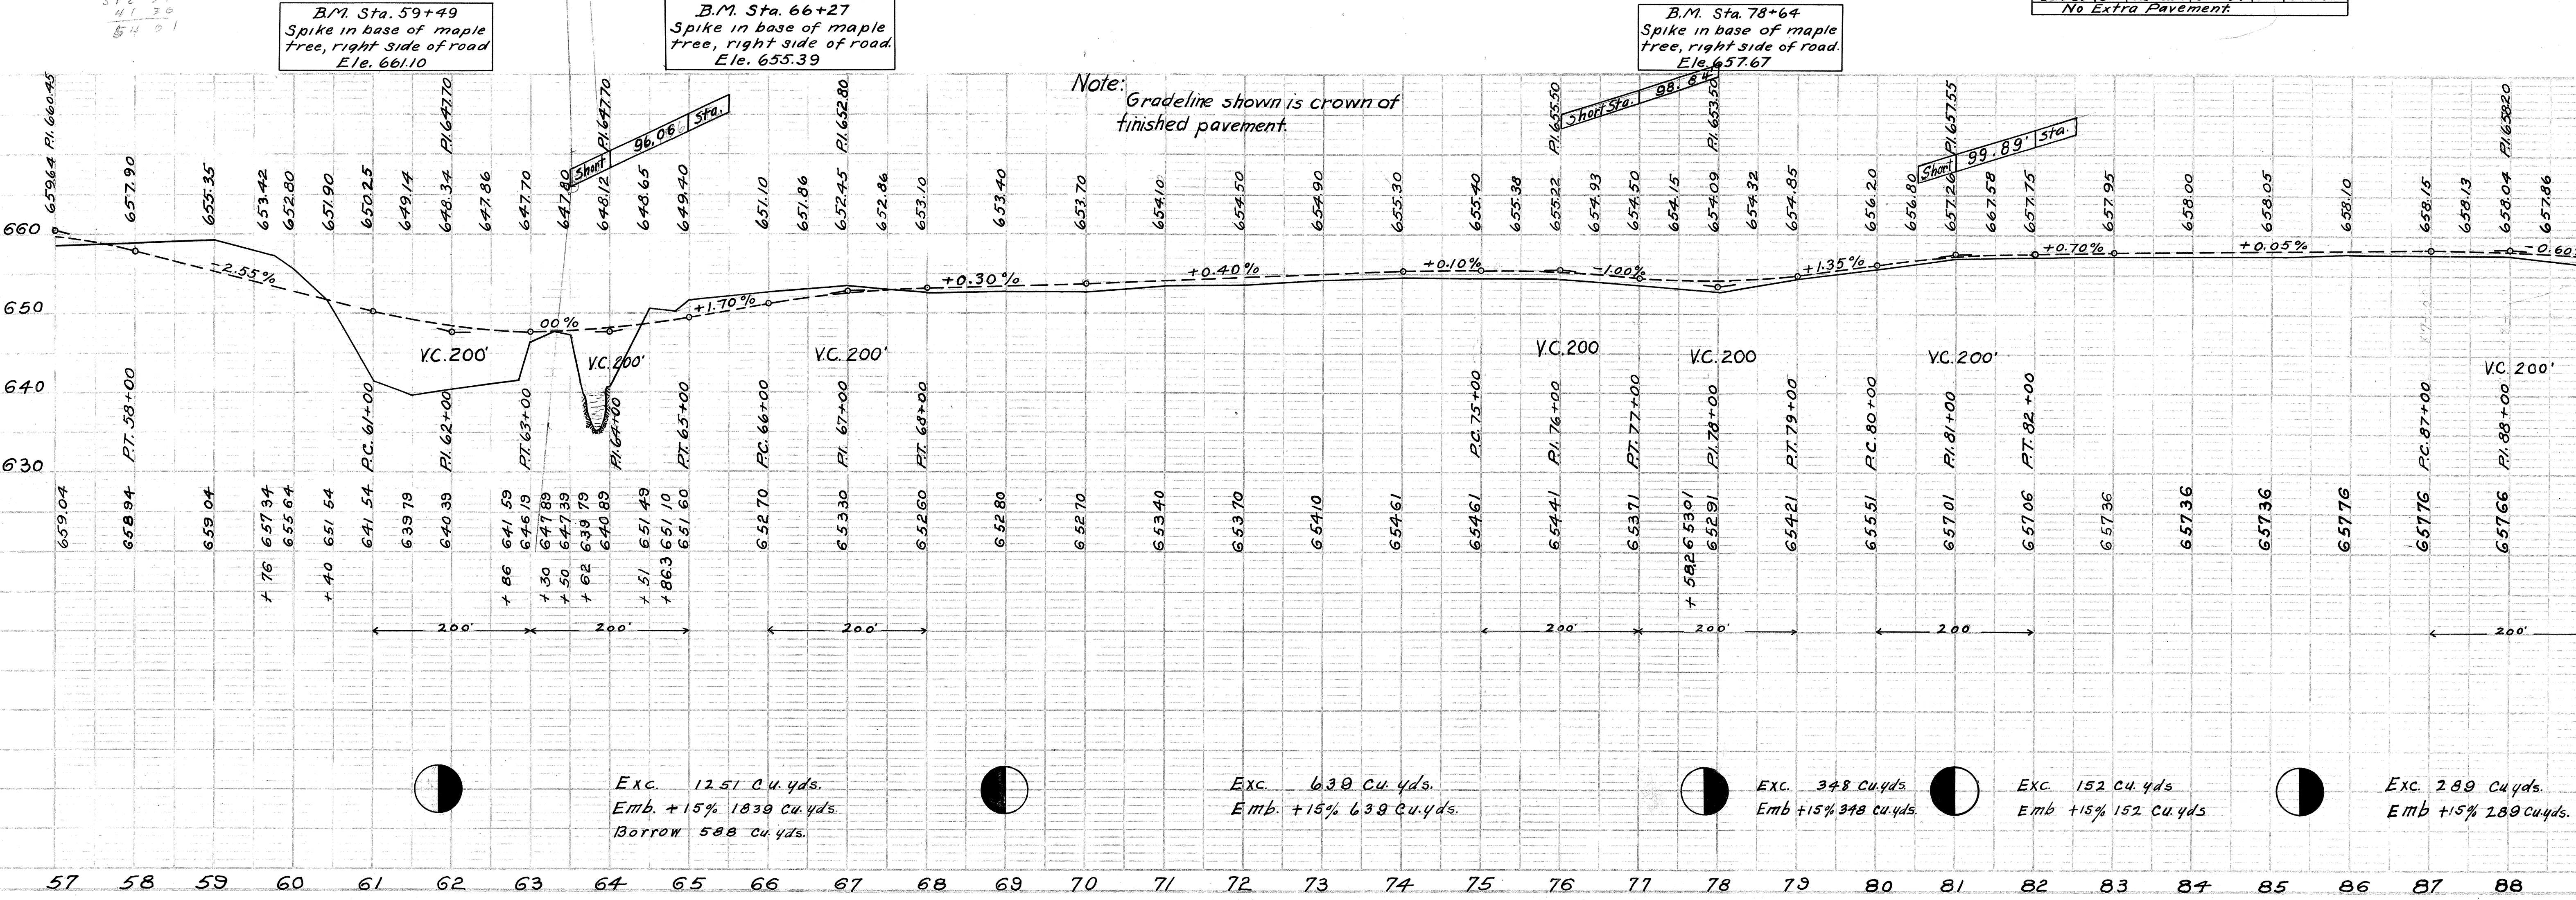 41 36
B.M. Sta. 59+49
Spike in base of maple
tree, right side of road
Ele. 661.10
B.M. Sta. 66+27
Spike in base of maple
tree, right side of road.
Ele. 655.39
B.M. Sta. 78+64
Spike in base of maple
tree, right side of road.
Ele. 657.67
No Extra Pavement.
Note:
Gradeline shown is crown of
finished pavement.
P.I. 660.45
P.I. 647.70
P.I. 647.70
P.I. 652.80
P.I. 655.50
P.I. 653.50
P.I. 657.55
P.I. 658.20
Short 96.06 Sta.
Short Sta. 98.84'
Short 99.89' Sta.
659.64
657.90
655.35
653.42
652.80
651.90
650.25
649.14
648.34
647.86
647.70
647.80
648.12
648.65
649.40
651.10
651.86
652.45
652.86
653.10
653.40
653.70
654.10
654.50
654.90
655.30
655.40
655.38
655.22
654.93
654.50
654.15
654.09
654.32
654.85
656.20
656.80
657.26
667.58
657.75
657.95
658.00
658.05
658.10
658.15
658.13
658.04
657.86
660
650
640
630
-2.55%
00%
+1.70%
+0.30%
+0.40%
+0.10%
-1.00%
+1.35%
+0.70%
+0.05%
-0.60
V.C. 200'
V.C. 200'
V.C. 200'
V.C. 200
V.C. 200
V.C. 200'
V.C. 200'
P.T. 58+00
P.C. 61+00
P.I. 62+00
P.T. 63+00
P.I. 64+00
P.T. 65+00
P.C. 66+00
P.I. 67+00
P.T. 68+00
P.C. 75+00
P.I. 76+00
P.T. 77+00
P.I. 78+00
P.T. 79+00
P.C. 80+00
P.I. 81+00
P.T. 82+00
P.C. 87+00
P.I. 88+00
659.04
658 94
659 04
657 34
655 64
651 54
641 54
639 79
640 39
641 59
646 19
647 89
647 39
639 79
640 89
651 49
651 10
651 60
652 70
653 30
652 60
652 80
652 70
653 40
653 70
654 10
654 61
654 61
654 41
653 71
653 01
652 91
654 21
655 51
657 01
657 06
657 36
657 36
657 36
657 76
657 76
657 66
+ 76
+ 40
+ 86
+ 30
+ 50
+ 62
+ 51
+ 86.3
+ 58.2
200'
200'
200'
200'
200'
200
200'
Exc. 1251 Cu. yds.
Emb. +15% 1839 Cu. yds.
Borrow 588 Cu. yds.
Exc. 639 Cu. yds.
Emb. +15% 639 Cu. yds.
Exc. 348 Cu. yds.
Emb +15% 348 Cu. yds.
Exc. 152 Cu. yds
Emb +15% 152 Cu. yds
Exc. 289 Cu. yds.
Emb +15% 289 Cu. yds.
57 58 59 60 61 62 63 64 65 66 67 68 69 70 71 72 73 74 75 76 77 78 79 80 81 82 83 84 85 86 87 88